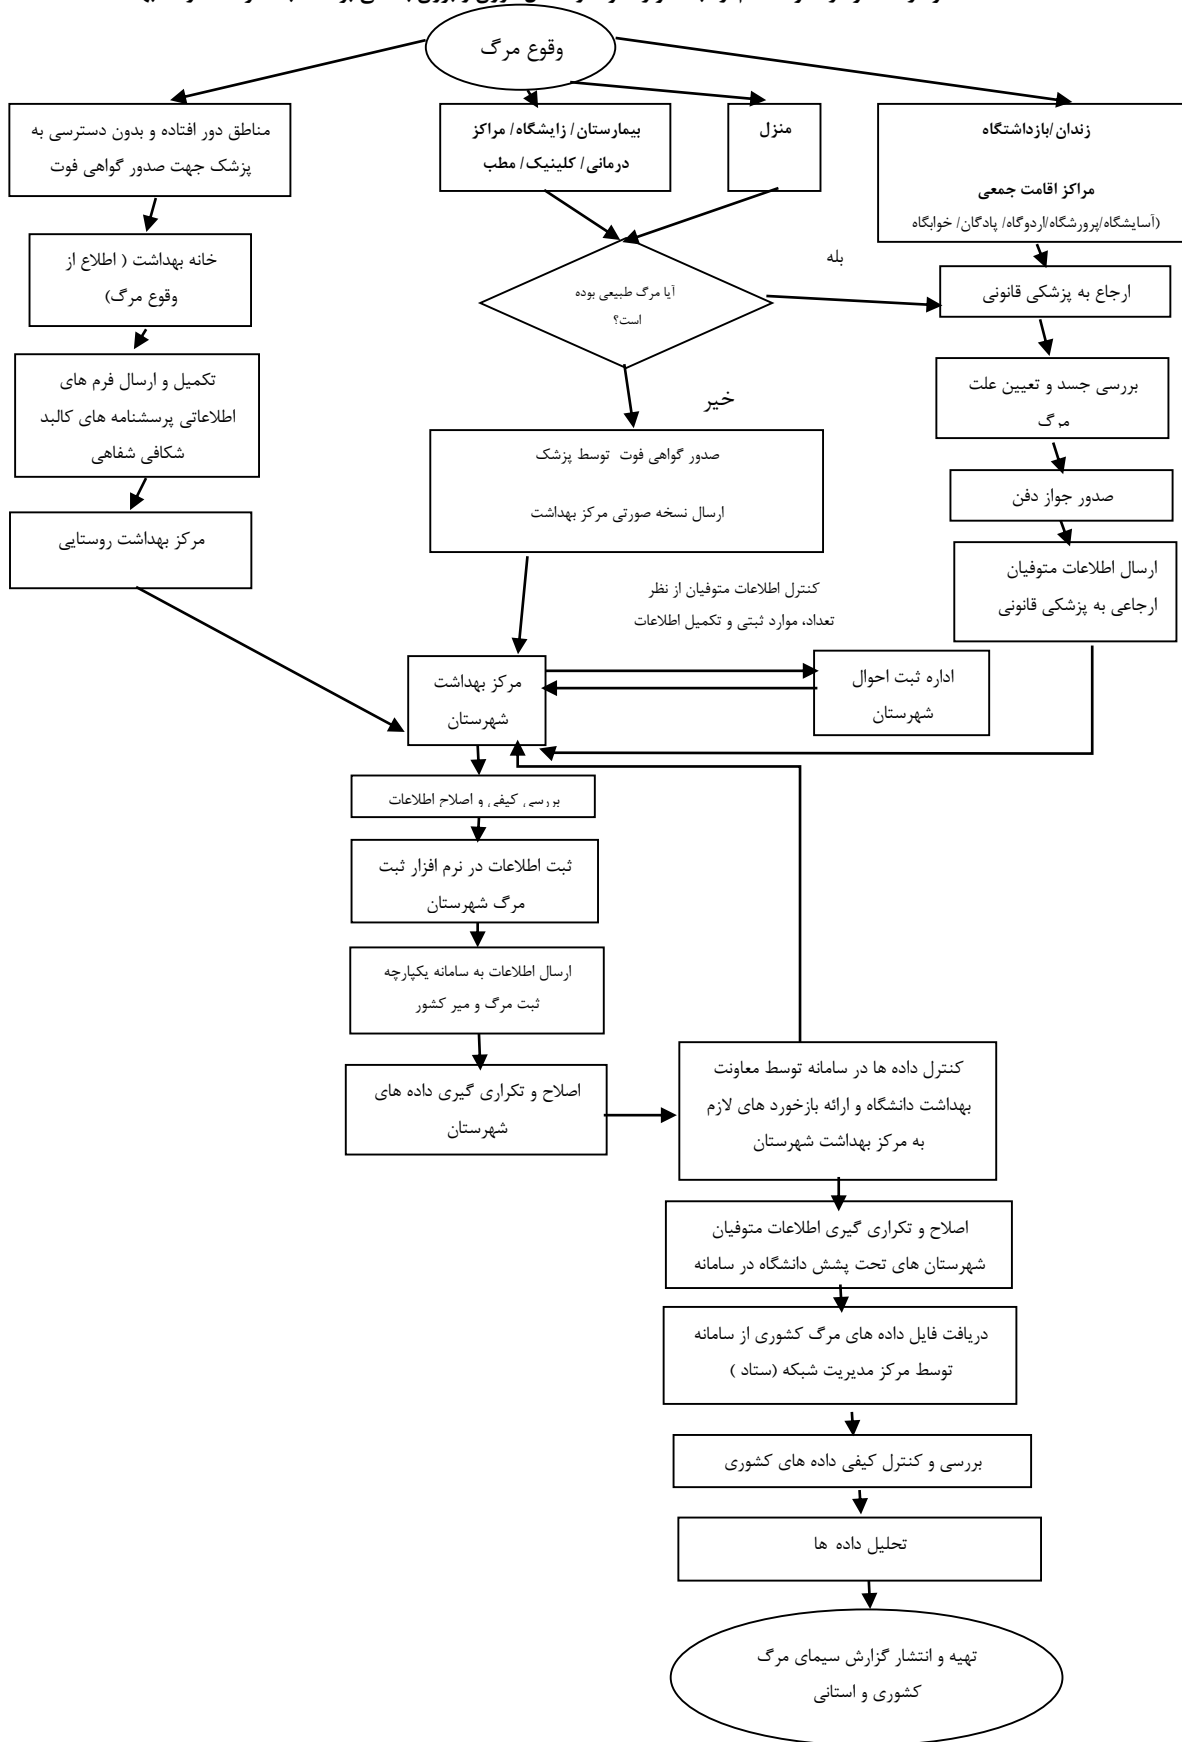 وقوع مرگ
مناطق دور افتاده و بدون دسترسی به
پزشک جهت صدور گواهی فوت
بیمارستان/ زایشگاه/ مراکز
درمانی/ کلینیک/ مطب
منزل
زندان/بازداشتگاه
مراکز اقامت جمعی
(آسایشگاه/پرورشگاه/اردوگاه/ پادگان/ خوابگاه
خانه بهداشت ( اطلاع از
وقوع مرگ)
آیا مرگ طبیعی بوده
است؟
بله
ارجاع به پزشکی قانونی
تکمیل و ارسال فرم های
اطلاعاتی پرسشنامه های کالبد
شکافی شفاهی
خیر
بررسی جسد و تعیین علت
مرگ
صدور گواهی فوت توسط پزشک
ارسال نسخه صورتی مرکز بهداشت
صدور جواز دفن
مرکز بهداشت روستایی
ارسال اطلاعات متوفیان
ارجاعی به پزشکی قانونی
کنترل اطلاعات متوفیان از نظر
تعداد، موارد ثبتی و تکمیل اطلاعات
مرکز بهداشت
شهرستان
اداره ثبت احوال
شهرستان
بررسی کیفی و اصلاح اطلاعات
ثبت اطلاعات در نرم افزار ثبت
مرگ شهرستان
ارسال اطلاعات به سامانه یکپارچه
ثبت مرگ و میر کشور
اصلاح و تکراری گیری داده های
شهرستان
کنترل داده ها در سامانه توسط معاونت
بهداشت دانشگاه و ارائه بازخورد های لازم
به مرکز بهداشت شهرستان
اصلاح و تکراری گیری اطلاعات متوفیان
شهرستان های تحت پشش دانشگاه در سامانه
دریافت فایل داده های مرگ کشوری از سامانه
توسط مرکز مدیریت شبکه (ستاد )
بررسی و کنترل کیفی داده های کشوری
تحلیل داده ها
تهیه و انتشار گزارش سیمای مرگ
کشوری و استانی